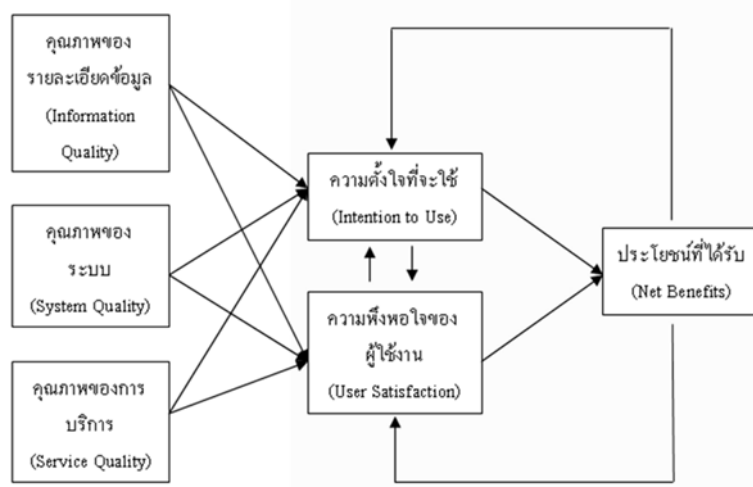 คุณภาพของ
รายละเอียดข้อมูล
(Information
Quality)
คุณภาพของ
ระบบ
(System Quality)
คุณภาพของการ
บริการ
(Service Quality)
ความตั้งใจที่จะใช้
(Intention to Use)
ความพึงพอใจของ
ผู้ใช้งาน
(User Satisfaction)
ประโยชน์ที่ได้รับ
(Net Benefits)